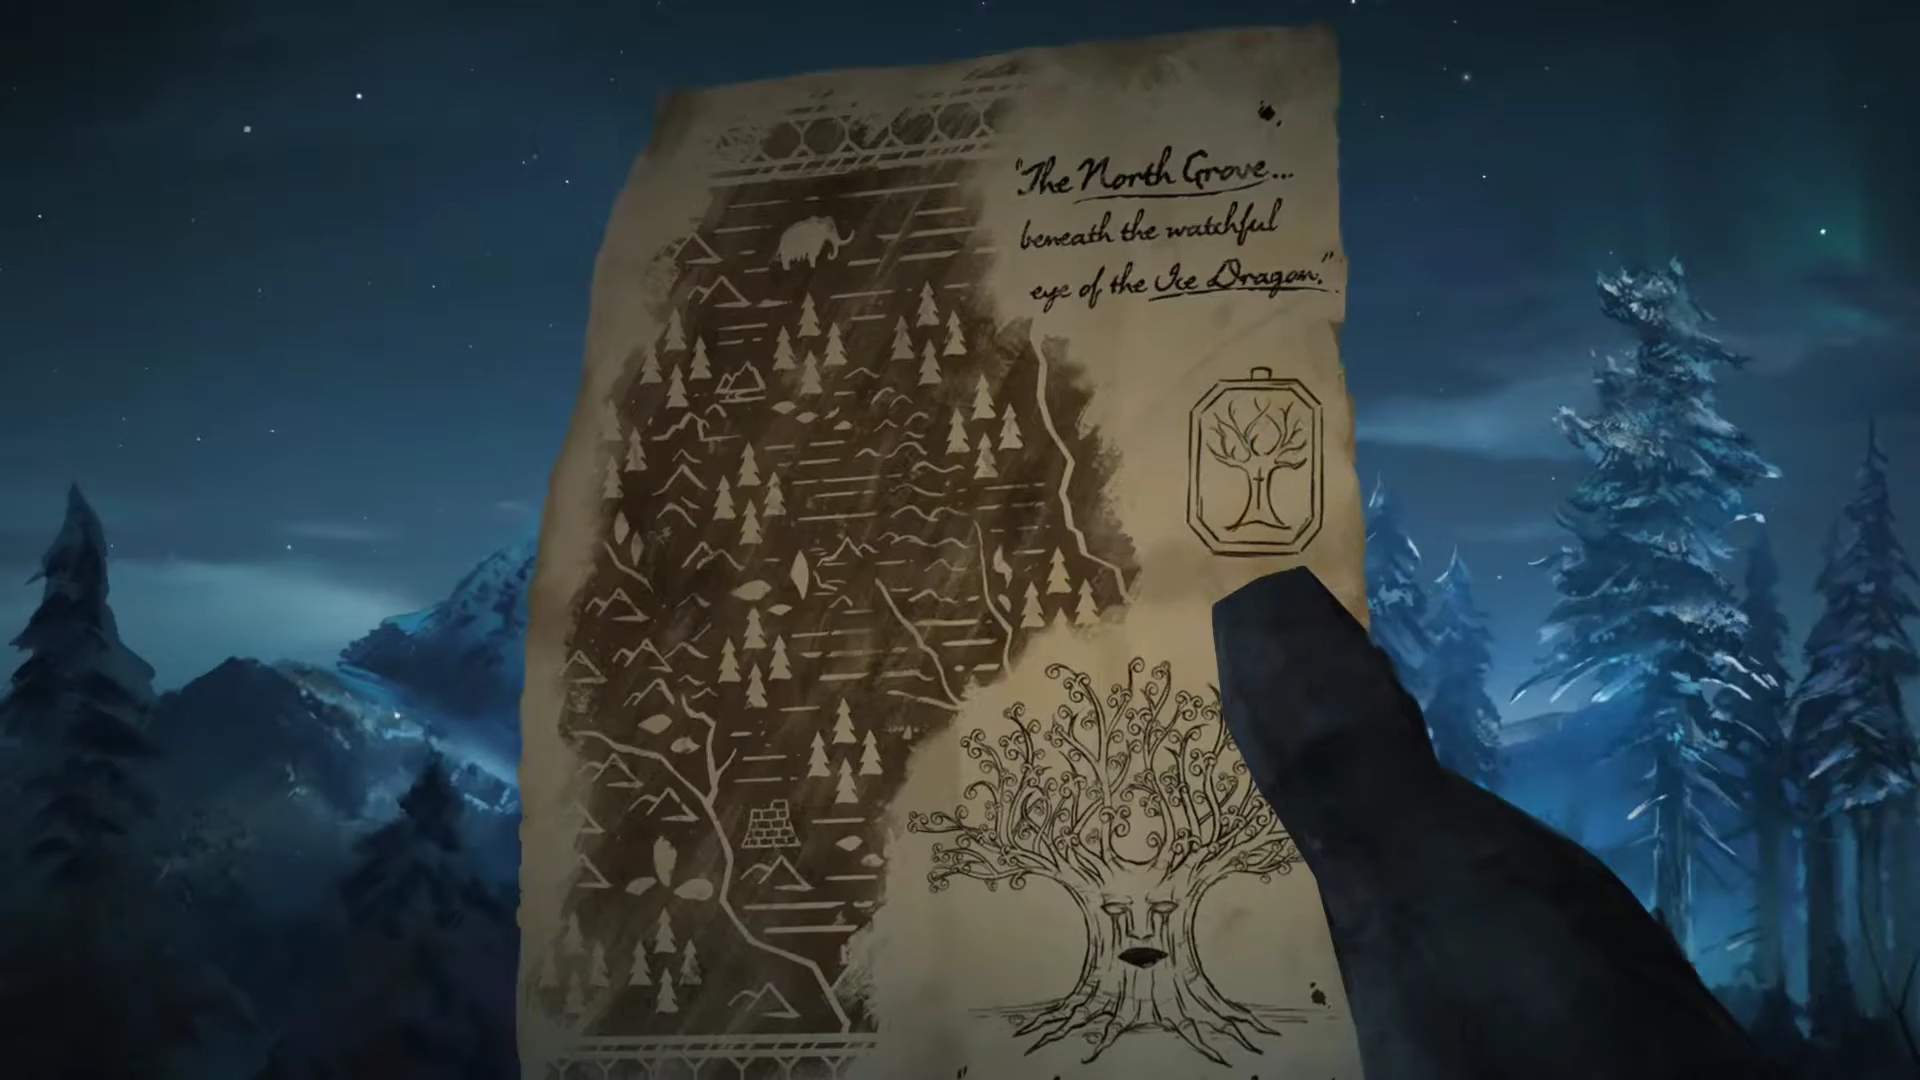 "The North Grove...
beneath the watchful
eye of the Ice Dragon."